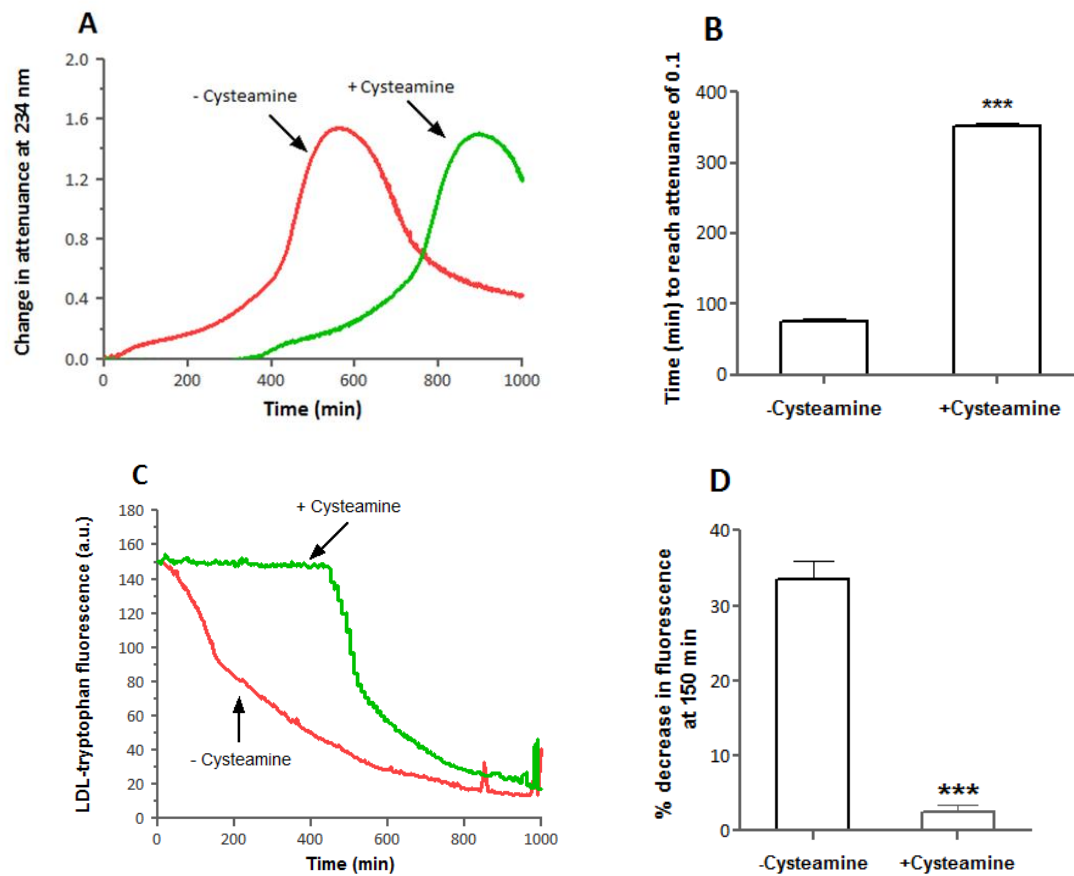 A
Change in attenuance at 234 nm
2.0
1.6
1.2
0.8
0.4
0.0
- Cysteamine
+ Cysteamine
0 200 400 600 800 1000
Time (min)
B
Time (min) to reach attenuance of 0.1
400
300
200
100
0
***
-Cysteamine +Cysteamine
C
LDL-tryptophan fluorescence (a.u.)
180
160
140
120
100
80
60
40
20
0
+ Cysteamine
- Cysteamine
0 200 400 600 800 1000
Time (min)
D
% decrease in fluorescence
at 150 min
40
30
20
10
0
***
-Cysteamine +Cysteamine